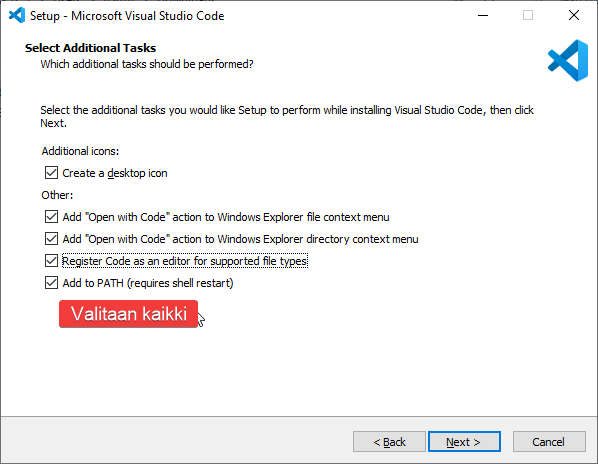 Setup - Microsoft Visual Studio Code
Select Additional Tasks
Which additional tasks should be performed?
Select the additional tasks you would like Setup to perform while installing Visual Studio Code, then click
Next.
Additional icons:
Create a desktop icon
Other:
Add "Open with Code" action to Windows Explorer file context menu
Add "Open with Code" action to Windows Explorer directory context menu
Register Code as an editor for supported file types
Add to PATH (requires shell restart)
Valitaan kaikki
< Back
Next >
Cancel